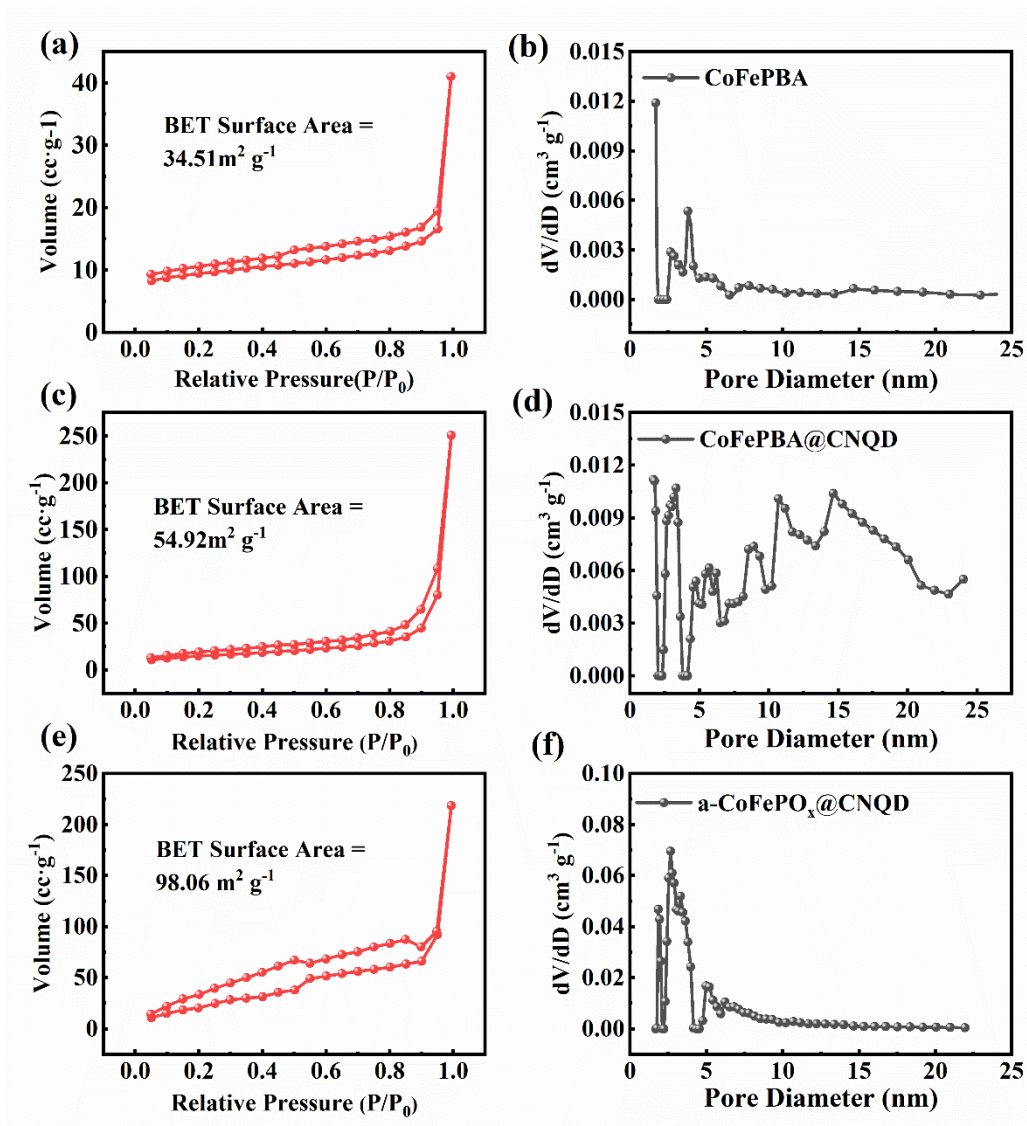 (a)
40
30
20
10
0
Volume (cc·g-1)
BET Surface Area =
34.51m² g⁻¹
0.0 0.2 0.4 0.6 0.8 1.0
Relative Pressure(P/P₀)
(b)
0.015
0.012
0.009
0.006
0.003
0.000
dV/dD (cm³ g⁻¹)
CoFePBA
0 5 10 15 20 25
Pore Diameter (nm)
(c)
250
200
150
100
50
0
Volume (cc·g⁻¹)
BET Surface Area =
54.92m² g⁻¹
0.0 0.2 0.4 0.6 0.8 1.0
Relative Pressure (P/P₀)
(d)
0.015
0.012
0.009
0.006
0.003
0.000
dV/dD (cm³ g⁻¹)
CoFePBA@CNQD
0 5 10 15 20 25
Pore Diameter (nm)
(e)
250
200
150
100
50
0
Volume (cc·g⁻¹)
BET Surface Area =
98.06 m² g⁻¹
0.0 0.2 0.4 0.6 0.8 1.0
Relative Pressure (P/P₀)
(f)
0.10
0.08
0.06
0.04
0.02
0.00
dV/dD (cm³ g⁻¹)
a-CoFePOₓ@CNQD
0 5 10 15 20 25
Pore Diameter (nm)